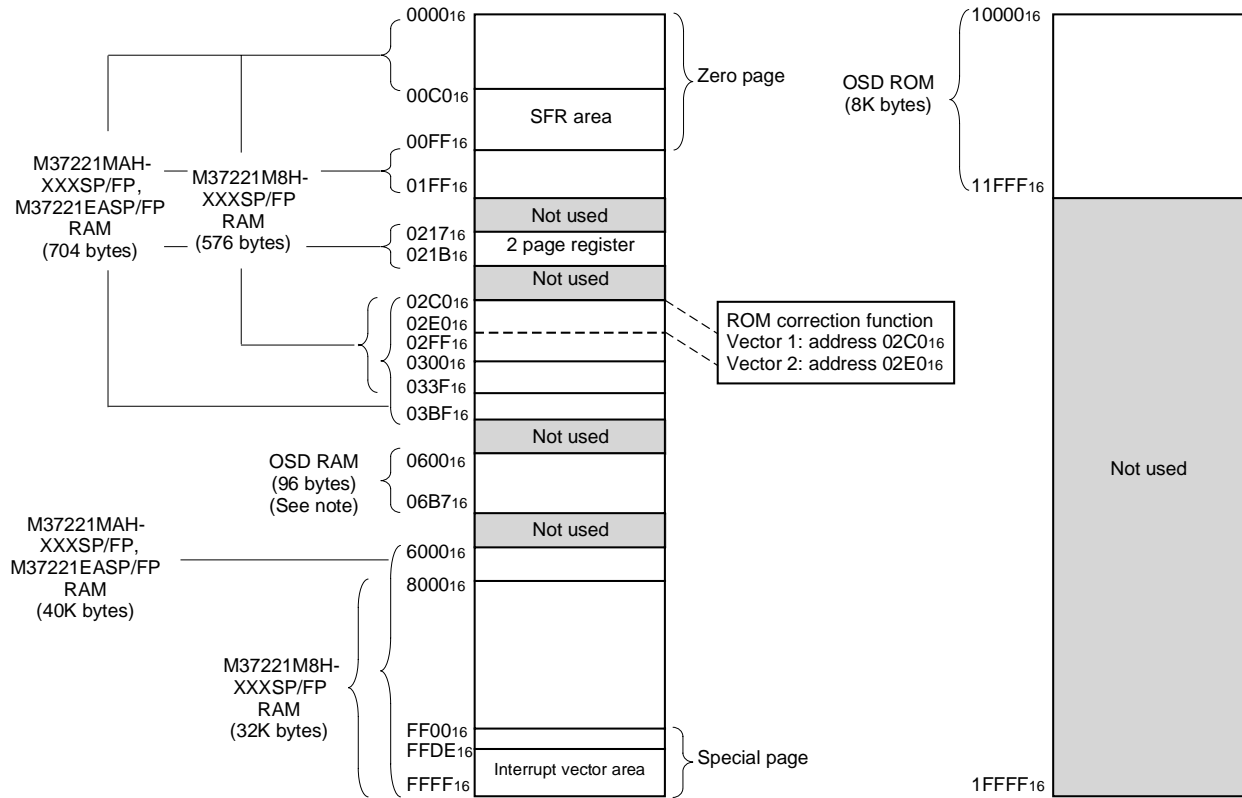 0000₁₆
00C0₁₆
SFR area
00FF₁₆
01FF₁₆
Not used
0217₁₆
2 page register
021B₁₆
Not used
02C0₁₆
02E0₁₆
02FF₁₆
0300₁₆
033F₁₆
03BF₁₆
Not used
0600₁₆
06B7₁₆
Not used
6000₁₆
8000₁₆
FF00₁₆
FFDE₁₆
Interrupt vector area
FFFF₁₆
Zero page
Special page
M37221MAH-
XXXSP/FP,
M37221EASP/FP
RAM
(704 bytes)
M37221M8H-
XXXSP/FP
RAM
(576 bytes)
ROM correction function
Vector 1: address 02C0₁₆
Vector 2: address 02E0₁₆
OSD RAM
(96 bytes)
(See note)
M37221MAH-
XXXSP/FP,
M37221EASP/FP
RAM
(40K bytes)
M37221M8H-
XXXSP/FP
RAM
(32K bytes)
10000₁₆
OSD ROM
(8K bytes)
11FFF₁₆
Not used
1FFFF₁₆